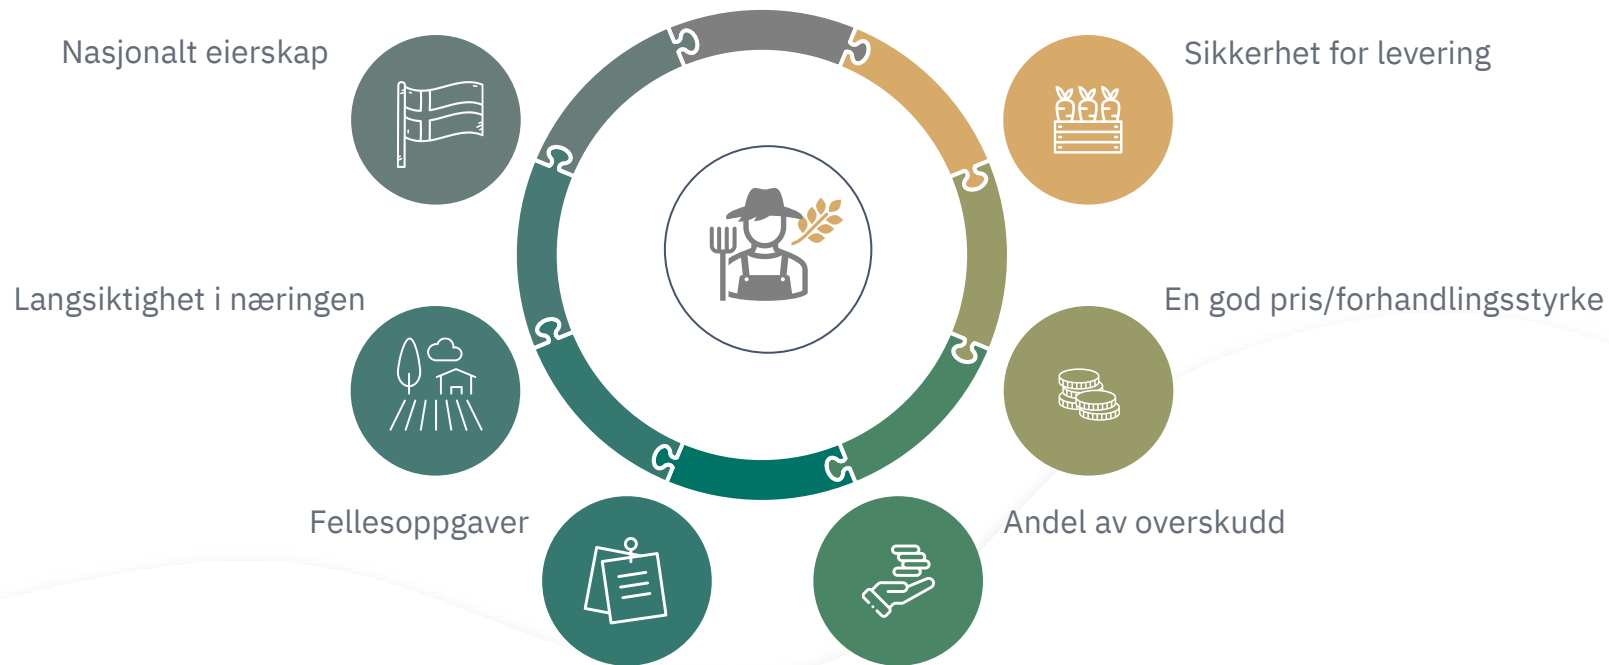 Nasjonalt eierskap
Sikkerhet for levering
Langsiktighet i næringen
En god pris/forhandlingsstyrke
Fellesoppgaver
Andel av overskudd